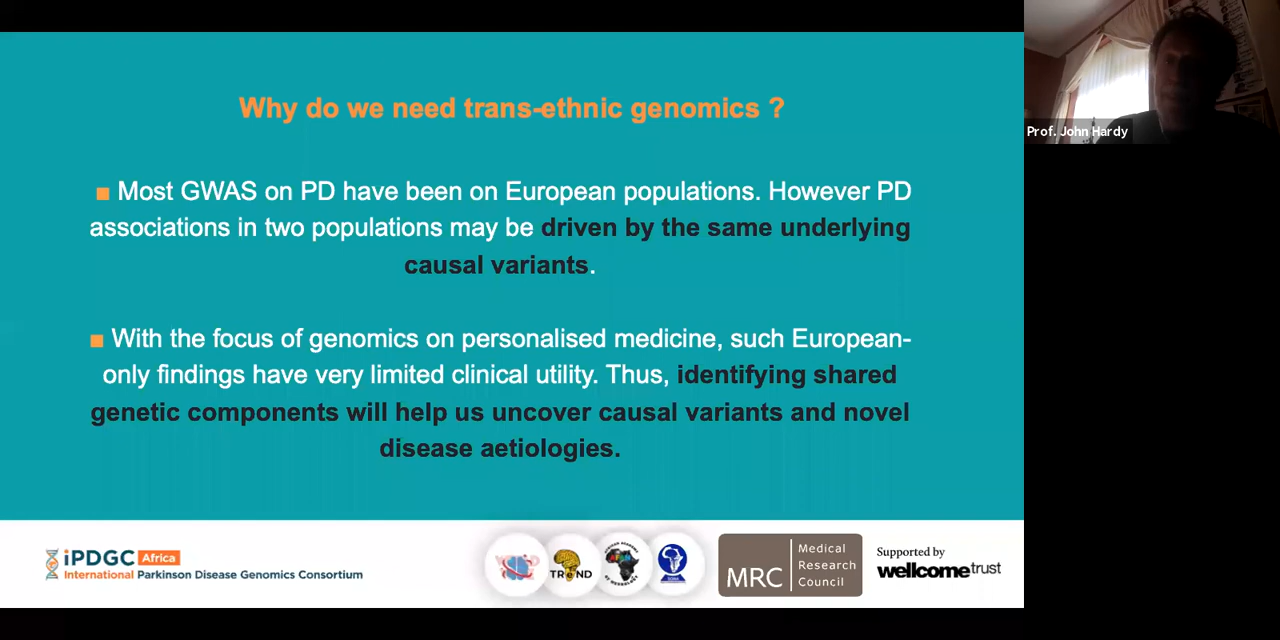 Why do we need trans-ethnic genomics ?
■ Most GWAS on PD have been on European populations. However PD
associations in two populations may be driven by the same underlying
causal variants.
■ With the focus of genomics on personalised medicine, such European-
only findings have very limited clinical utility. Thus, identifying shared
genetic components will help us uncover causal variants and novel
disease aetiologies.
Prof. John Hardy
iPDGC Africa
International Parkinson Disease Genomics Consortium
TReND
MRC
Medical
Research
Council
Supported by
wellcometrust